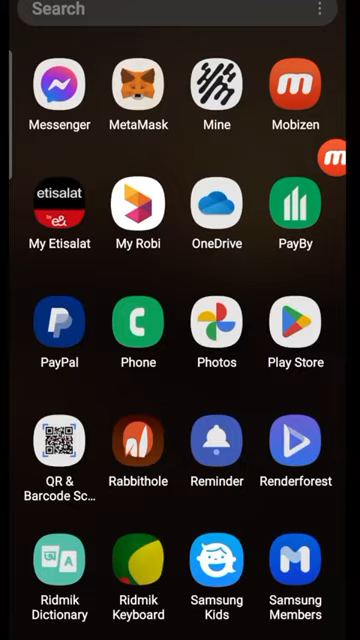 Search
Messenger
MetaMask
Mine
Mobizen
etisalat
by e&
My Etisalat
My Robi
OneDrive
PayBy
PayPal
Phone
Photos
Play Store
QR &
Barcode Sc...
Rabbithole
Reminder
Renderforest
A
Ridmik
Dictionary
Ridmik
Keyboard
Samsung
Kids
Samsung
Members